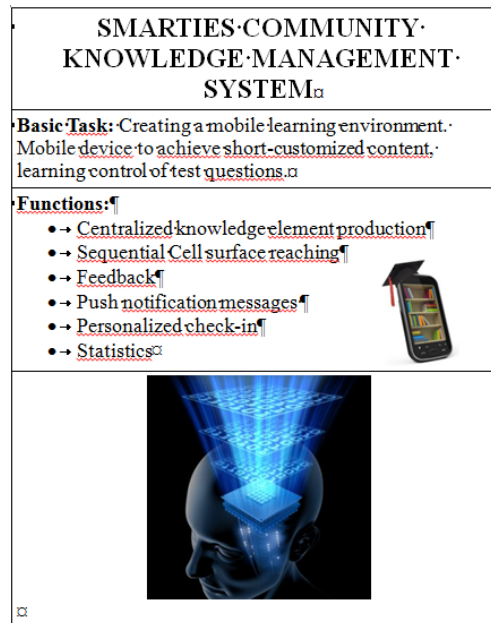 SMARTIES COMMUNITY
KNOWLEDGE MANAGEMENT
SYSTEM
Basic Task: Creating a mobile learning environment.
Mobile device to achieve short-customized content,
learning control of test questions.
Functions:
• Centralized knowledge element production
• Sequential Cell surface reaching
• Feedback
• Push notification messages
• Personalized check-in
• Statistics